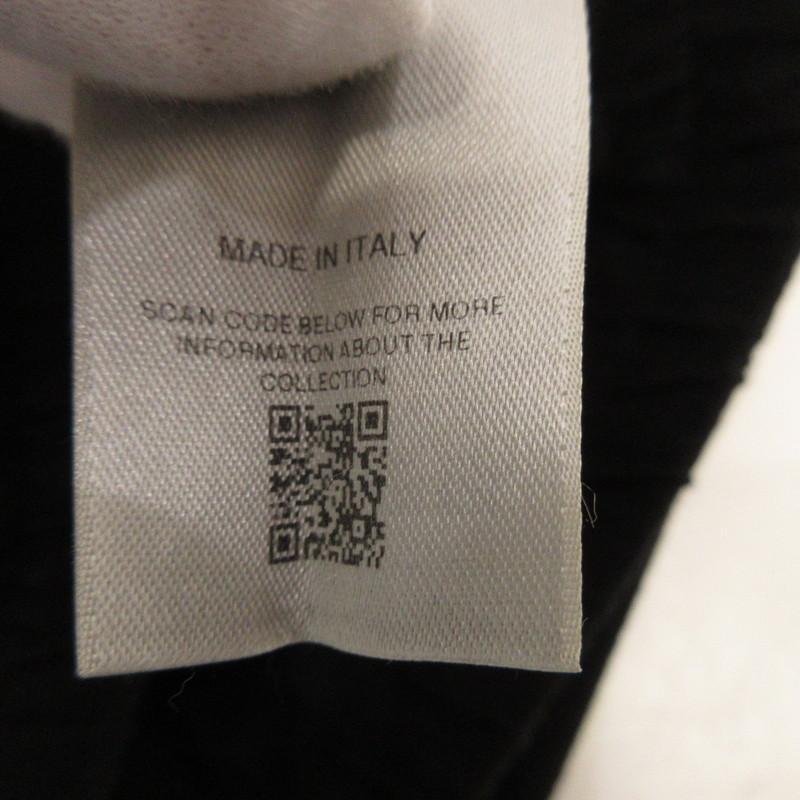 MADE IN ITALY
SCAN CODE BELOW FOR MORE
INFORMATION ABOUT THE
COLLECTION